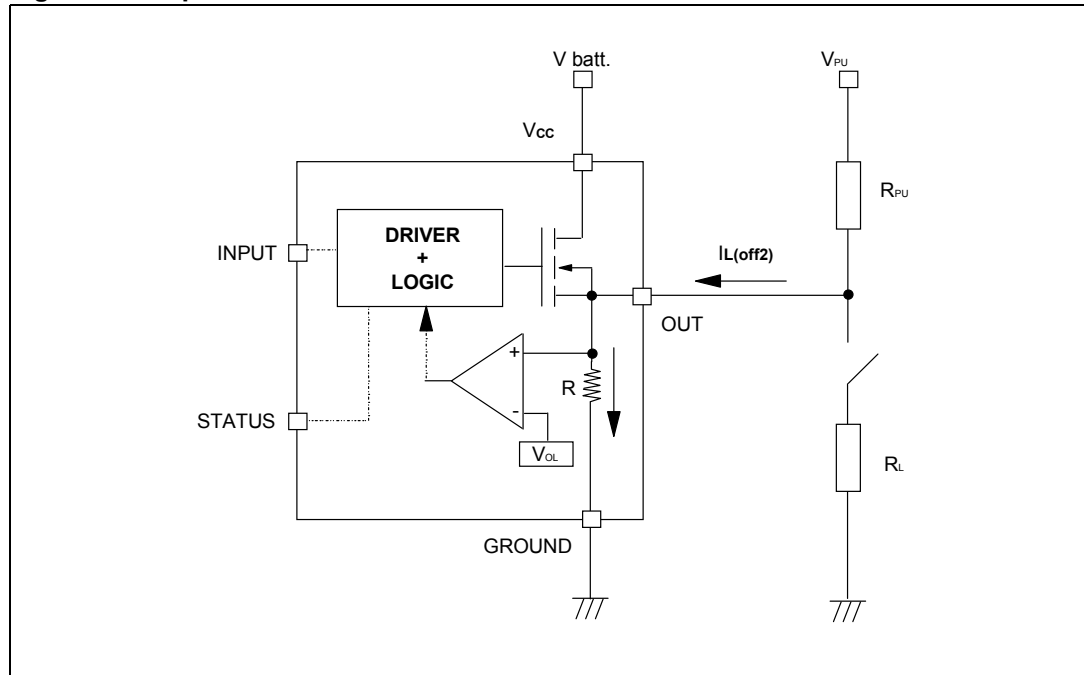 V batt.
VPU
Vcc
RPU
DRIVER
+
LOGIC
INPUT
IL(off2)
OUT
+
R
-
STATUS
VOL
RL
GROUND